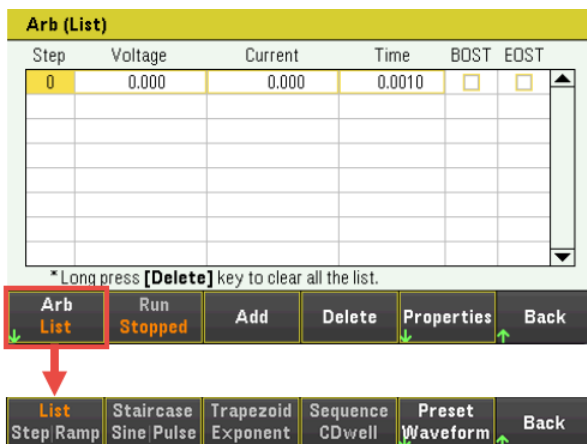 Arb (List)
Step Voltage Current Time BOST EOST
0 0.000 0.000 0.0010
*Long press [Delete] key to clear all the list.
Arb Run Add Delete Properties Back
List Stopped
List Staircase Trapezoid Sequence Preset Back
Step|Ramp Sine|Pulse Exponent CDwell Waveform